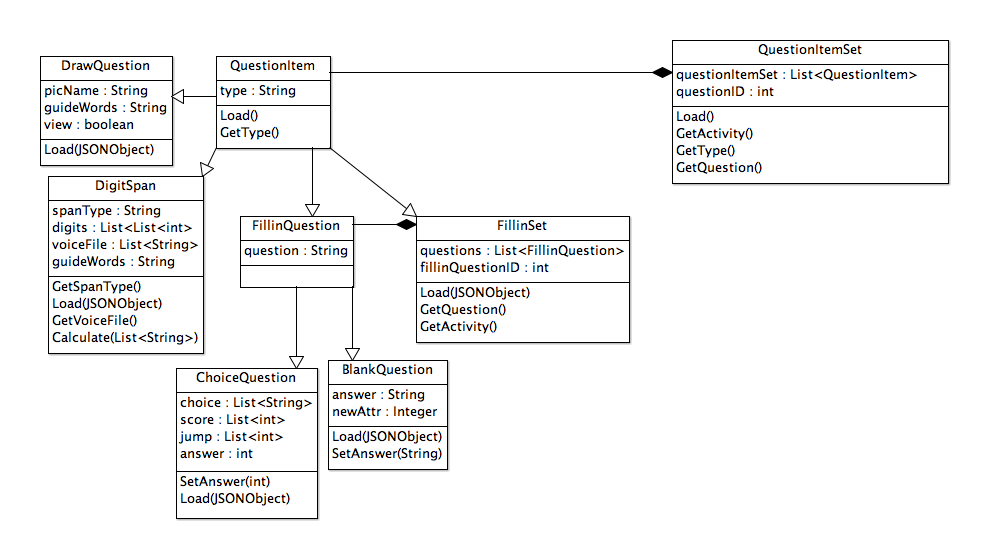 DrawQuestion
picName : String
guideWords : String
view : boolean
Load(JSONObject)
QuestionItem
type : String
Load()
GetType()
QuestionItemSet
questionItemSet : List<QuestionItem>
questionID : int
Load()
GetActivity()
GetType()
GetQuestion()
DigitSpan
spanType : String
digits : List<List<int>
voiceFile : List<String>
guideWords : String
GetSpanType()
Load(JSONObject)
GetVoiceFile()
Calculate(List<String>)
FillinQuestion
question : String
FillinSet
questions : List<FillinQuestion>
fillinQuestionID : int
Load(JSONObject)
GetQuestion()
GetActivity()
ChoiceQuestion
choice : List<String>
score : List<int>
jump : List<int>
answer : int
SetAnswer(int)
Load(JSONObject)
BlankQuestion
answer : String
newAttr : Integer
Load(JSONObject)
SetAnswer(String)